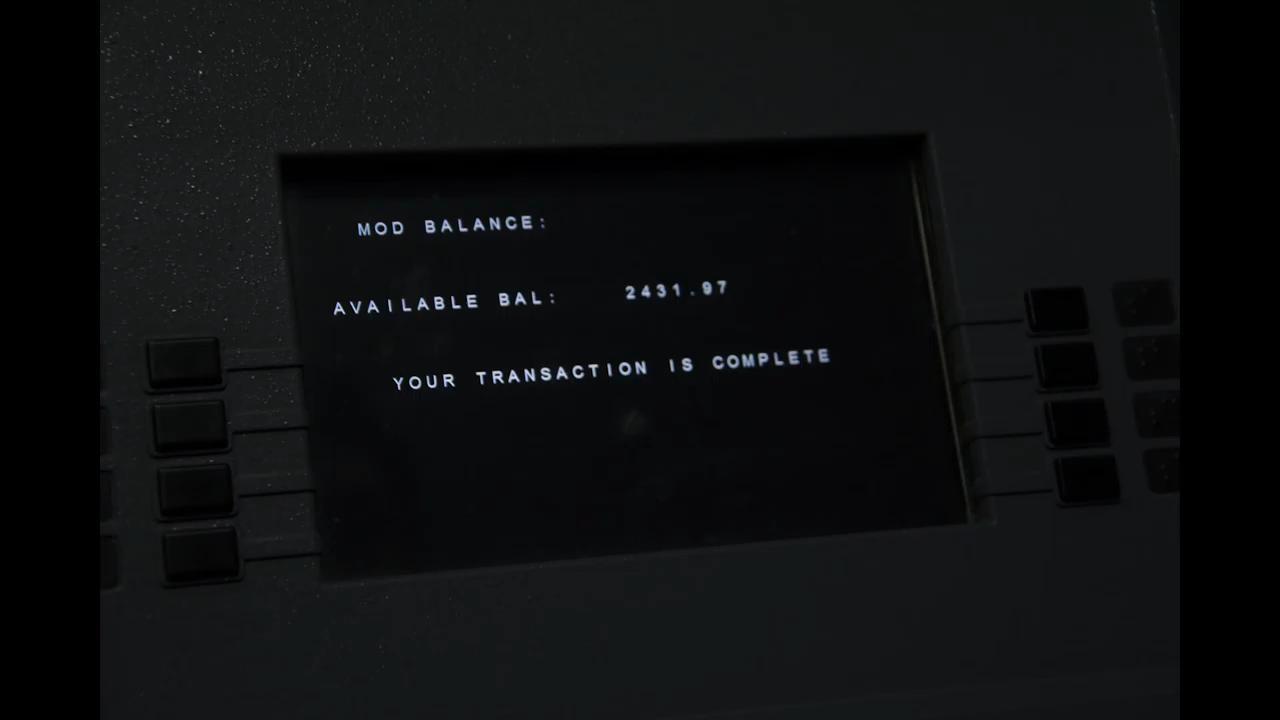 MOD BALANCE:
AVAILABLE BAL: 2431.97
YOUR TRANSACTION IS COMPLETE